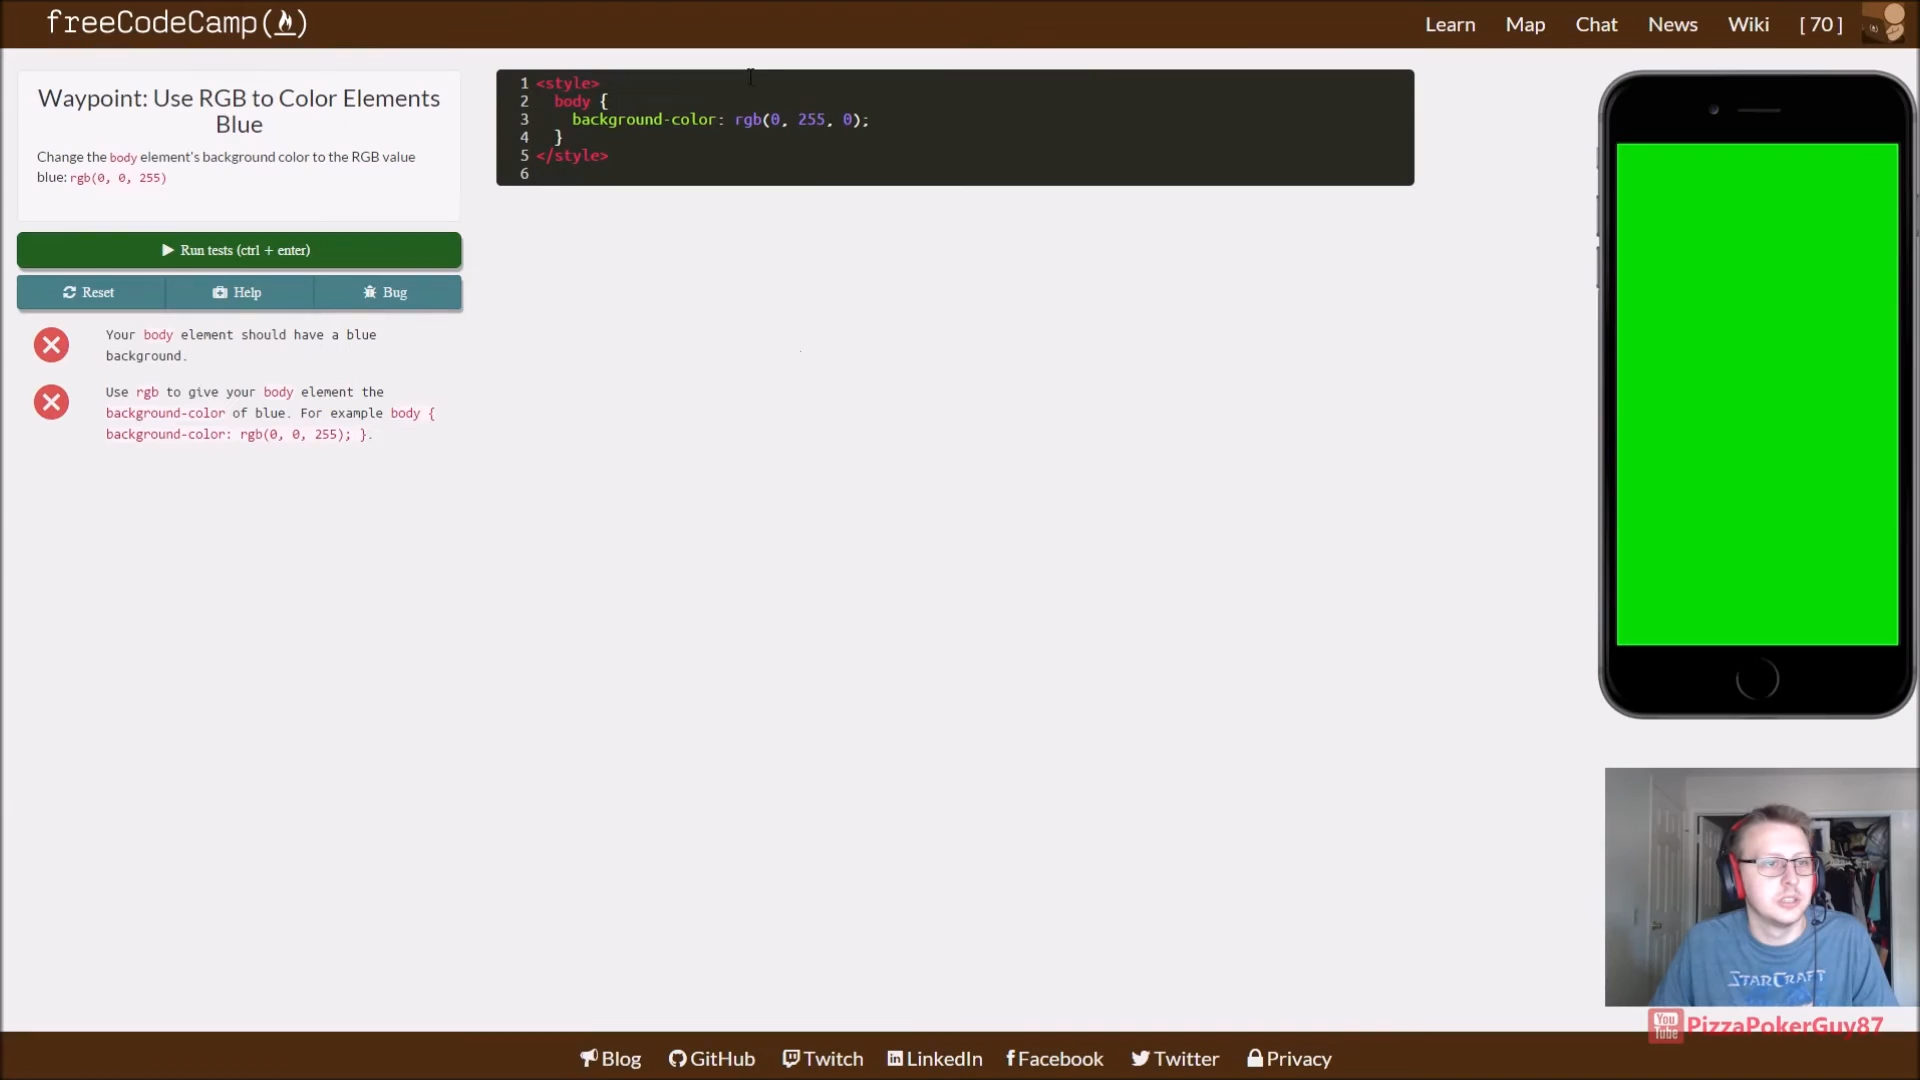 freeCodeCamp(🔥)
Learn Map Chat News Wiki [ 70 ]
Waypoint: Use RGB to Color Elements
Blue
Change the body element's background color to the RGB value
blue: rgb(0, 0, 255)
Run tests (ctrl + enter)
Reset Help Bug
Your body element should have a blue
background.
Use rgb to give your body element the
background-color of blue. For example body {
background-color: rgb(0, 0, 255); }.
1 <style>
2 body {
3 background-color: rgb(0, 255, 0);
4 }
5 </style>
6
STARCRAFT
You Tube PizzaPokerGuy87
Blog GitHub Twitch LinkedIn Facebook Twitter Privacy